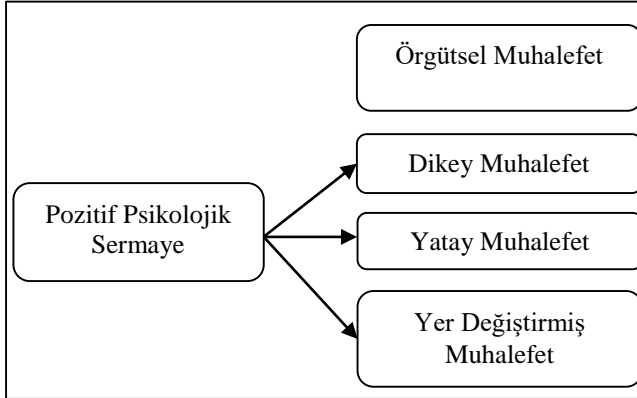 Örgütsel Muhalefet
Dikey Muhalefet
Pozitif Psikolojik
Sermaye
Yatay Muhalefet
Yer Değiştirmiş
Muhalefet